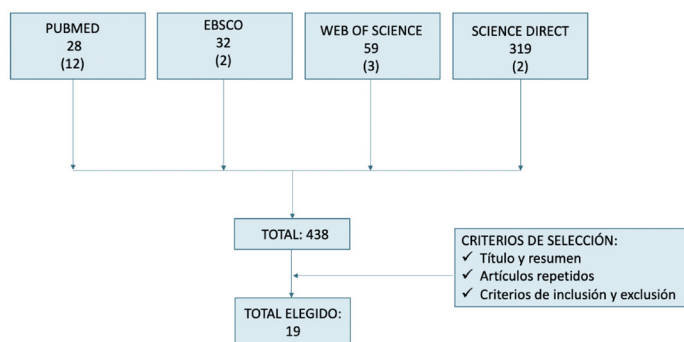 PUBMED
28
(12)
EBSCO
32
(2)
WEB OF SCIENCE
59
(3)
SCIENCE DIRECT
319
(2)
TOTAL: 438
CRITERIOS DE SELECCIÓN:
✓ Título y resumen
✓ Artículos repetidos
✓ Criterios de inclusión y exclusión
TOTAL ELEGIDO:
19